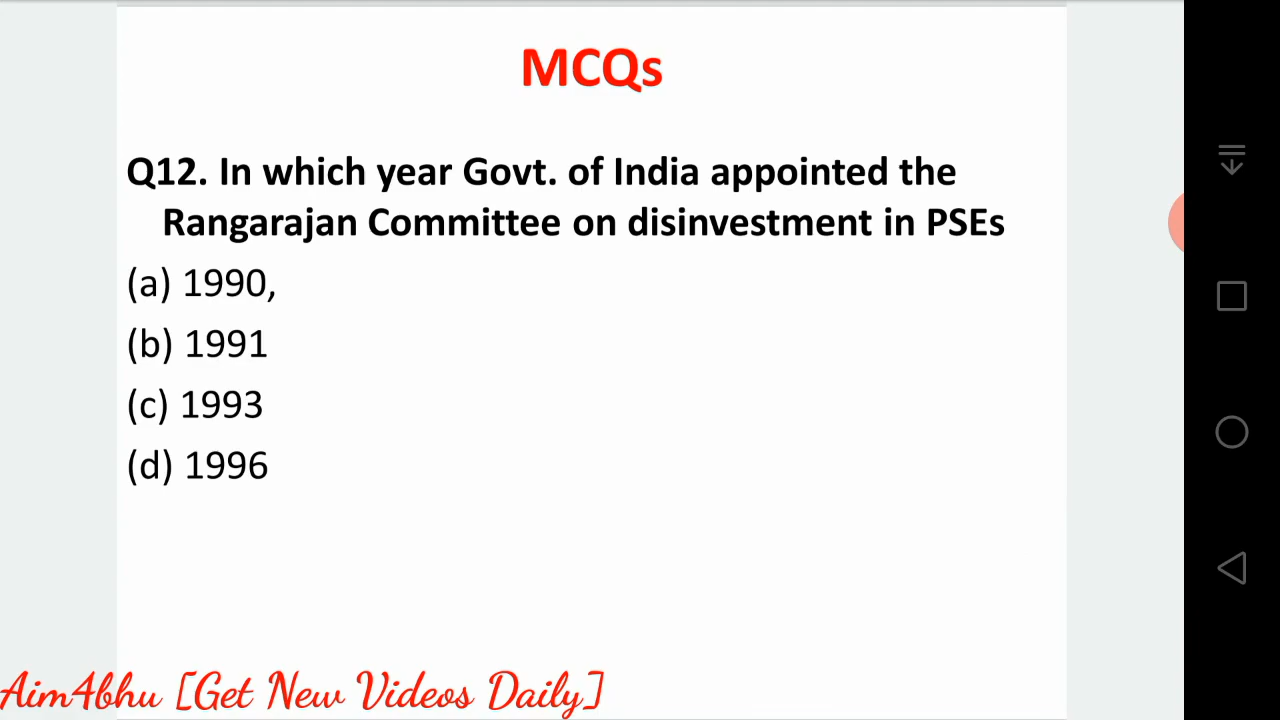 MCQs
Q12. In which year Govt. of India appointed the
Rangarajan Committee on disinvestment in PSEs
(a) 1990,
(b) 1991
(c) 1993
(d) 1996
Aim4bhu [Get New Videos Daily]